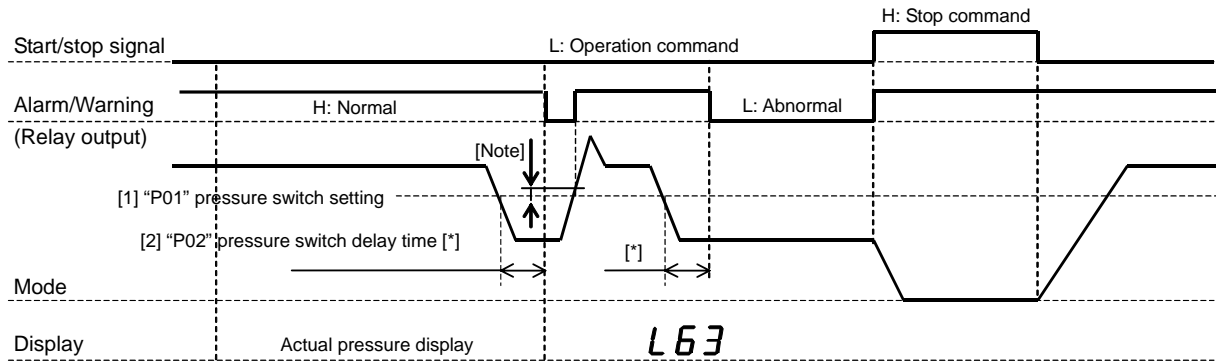 H: Stop command
Start/stop signal
L: Operation command
Alarm/Warning
(Relay output)
H: Normal
L: Abnormal
[Note]
[1] “P01” pressure switch setting
[2] “P02” pressure switch delay time [*]
[*]
Mode
Display
Actual pressure display
L63